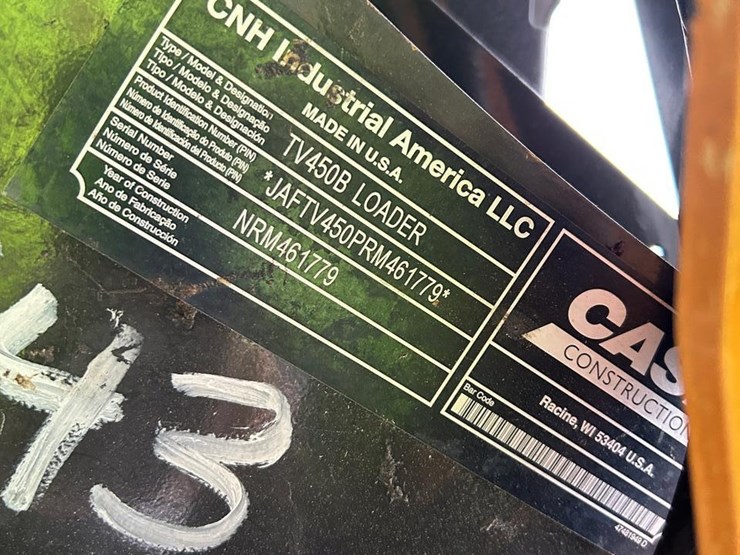 CNH Industrial America LLC
MADE IN U.S.A.
Type / Model & Designation
Tipo / Modelo & Designação
Tipo / Modelo & Designación
TV450B LOADER
Product Identification Number (PIN)
Número de Identificação do Produto (PIN)
Número de Identificación del Producto (PIN)
*JAFTV450PRM461779*
Serial Number
Número de Série
Número de Serie
NRM461779
Year of Construction
Ano de Fabricação
Año de Construcción
CAS
CONSTRUCTIO
Racine, WI 53404 U.S.A.
Bar Code
47481949 D
43